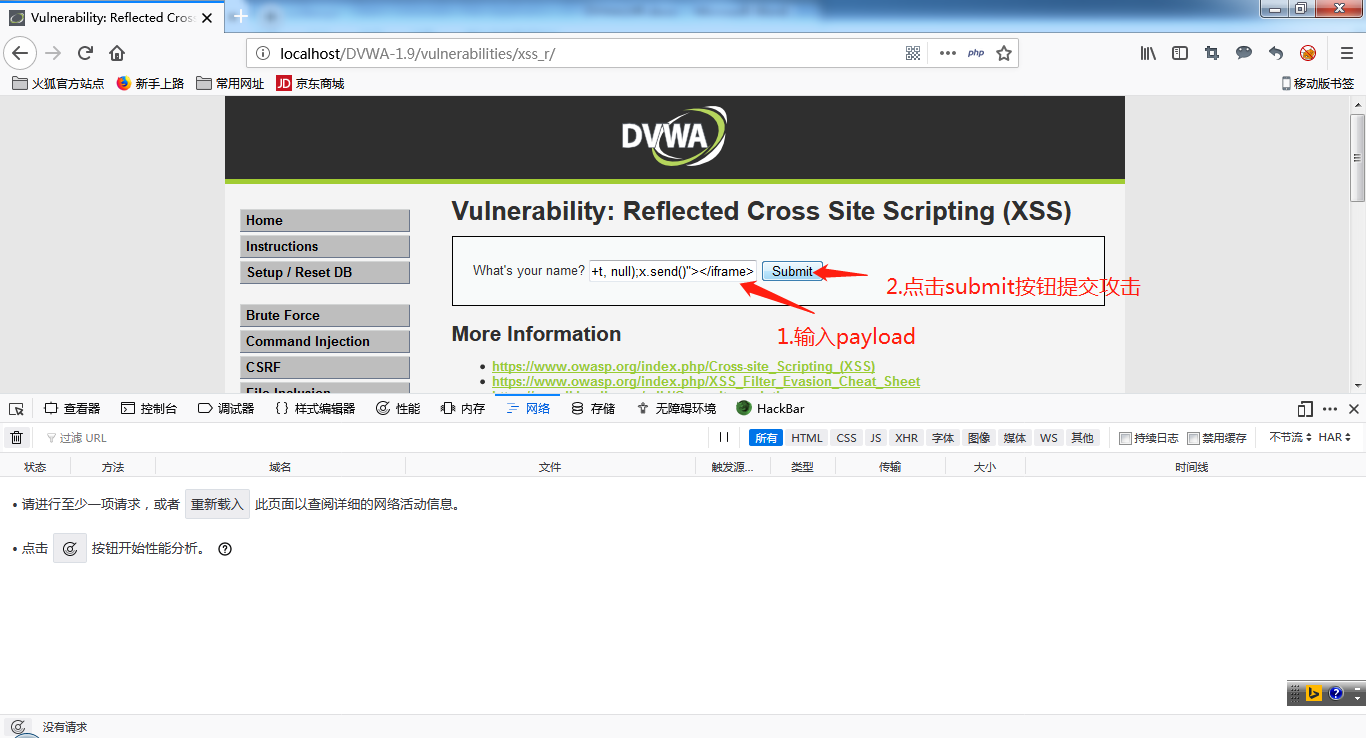 Vulnerability: Reflected Cros
localhost/DVWA-1.9/vulnerabilities/xss_r/
php
火狐官方站点 新手上路 常用网址 JD 京东商城 移动版书签
DVWA
Vulnerability: Reflected Cross Site Scripting (XSS)
Home
Instructions
Setup / Reset DB
What's your name? +t, null);x.send()"></iframe> Submit
2.点击submit按钮提交攻击
1.输入payload
Brute Force
Command Injection
CSRF
File Inclusion
More Information
• https://www.owasp.org/index.php/Cross-site_Scripting_(XSS)
• https://www.owasp.org/index.php/XSS_Filter_Evasion_Cheat_Sheet
查看器 控制台 调试器 {} 样式编辑器 性能 内存 网络 存储 无障碍环境 HackBar
过滤 URL 所有 HTML CSS JS XHR 字体 图像 媒体 WS 其他 持续日志 禁用缓存 不节流 HAR
状态 方法 域名 文件 触发源... 类型 传输 大小 时间线
• 请进行至少一项请求，或者 重新载入 此页面以查阅详细的网络活动信息。
• 点击 按钮开始性能分析。
没有请求